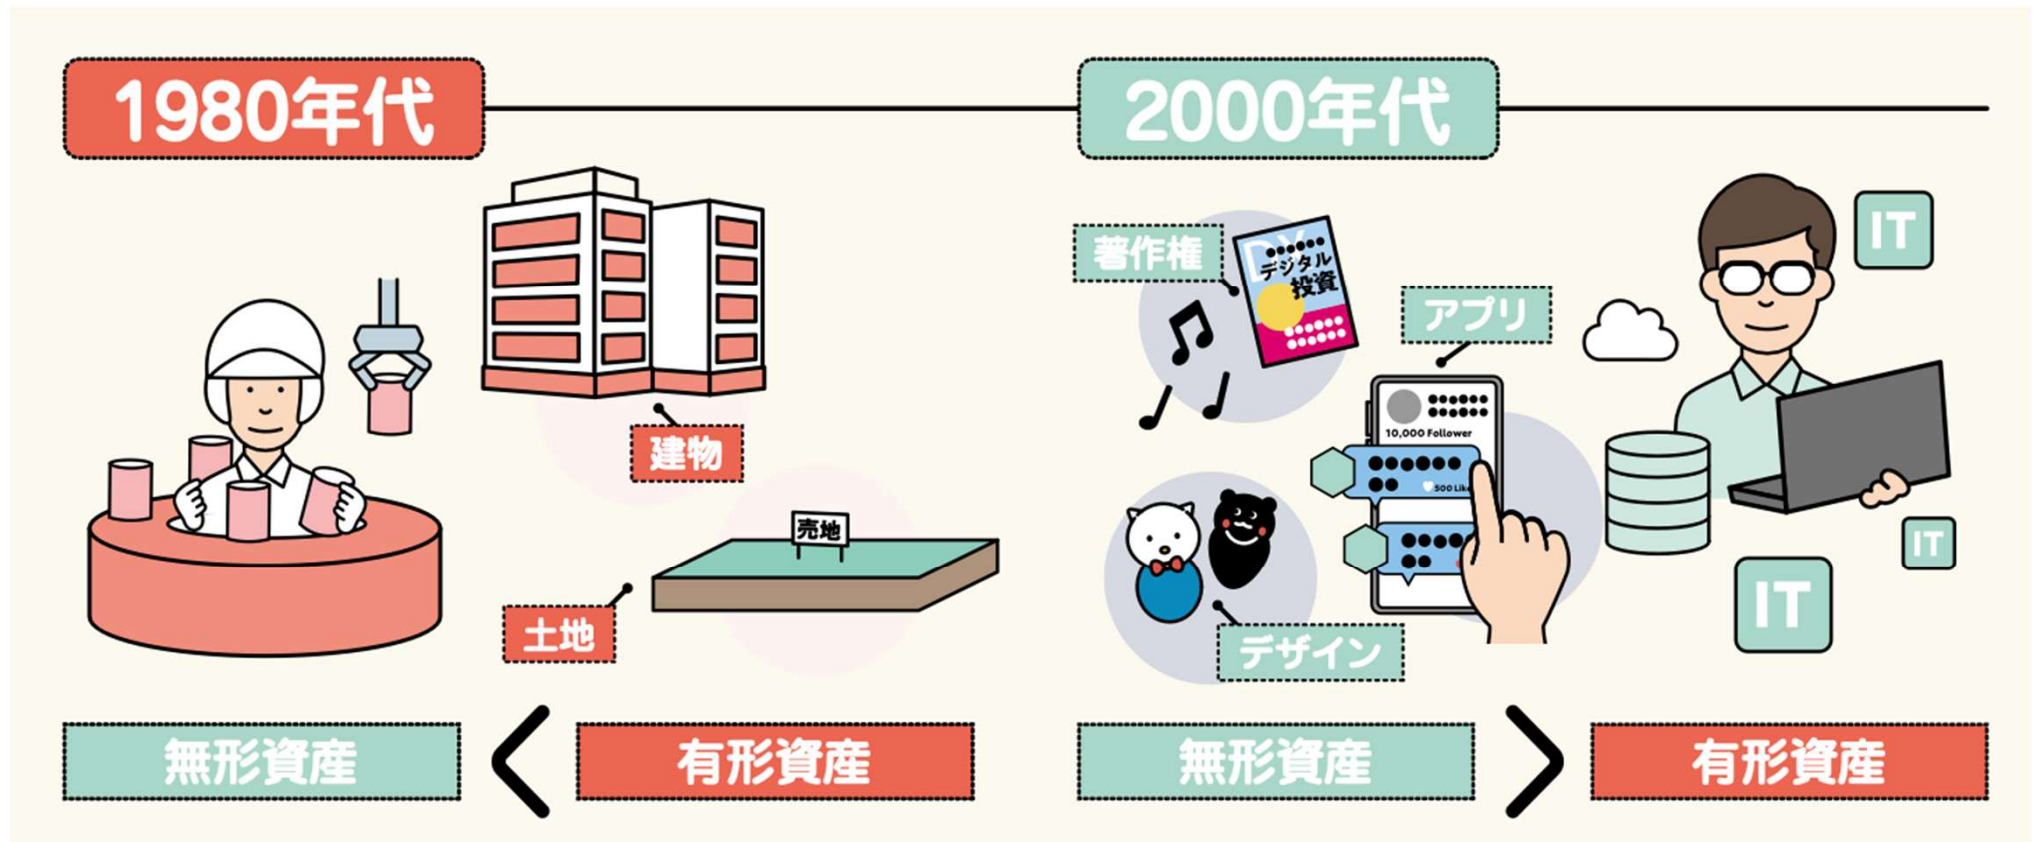 1980年代
2000年代
建物
売地
土地
著作権
DX
デジタル
投資
アプリ
10,000 Follower
500 Like
デザイン
IT
IT
IT
無形資産
<
有形資産
無形資産
>
有形資産